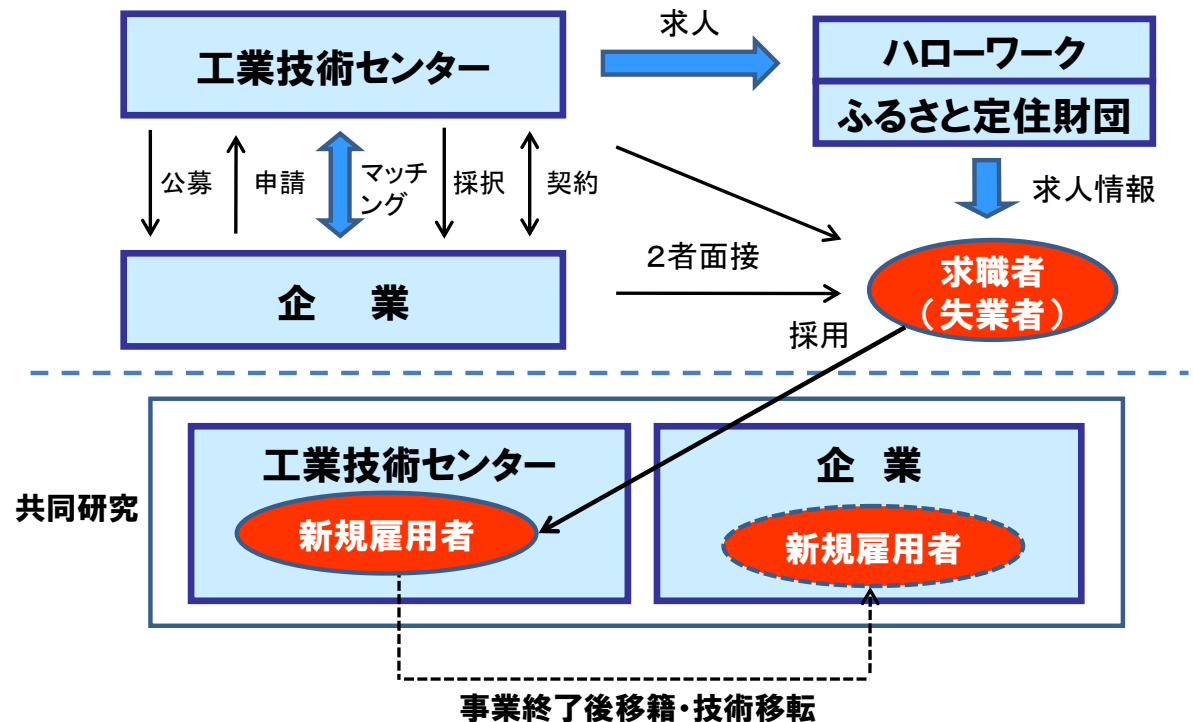 工業技術センター
求人
ハローワーク
ふるさと定住財団
公募
申請
マッチ
ング
採択
契約
求人情報
企　業
2者面接
求職者
（失業者）
採用
共同研究
工業技術センター
新規雇用者
企　業
新規雇用者
事業終了後移籍・技術移転